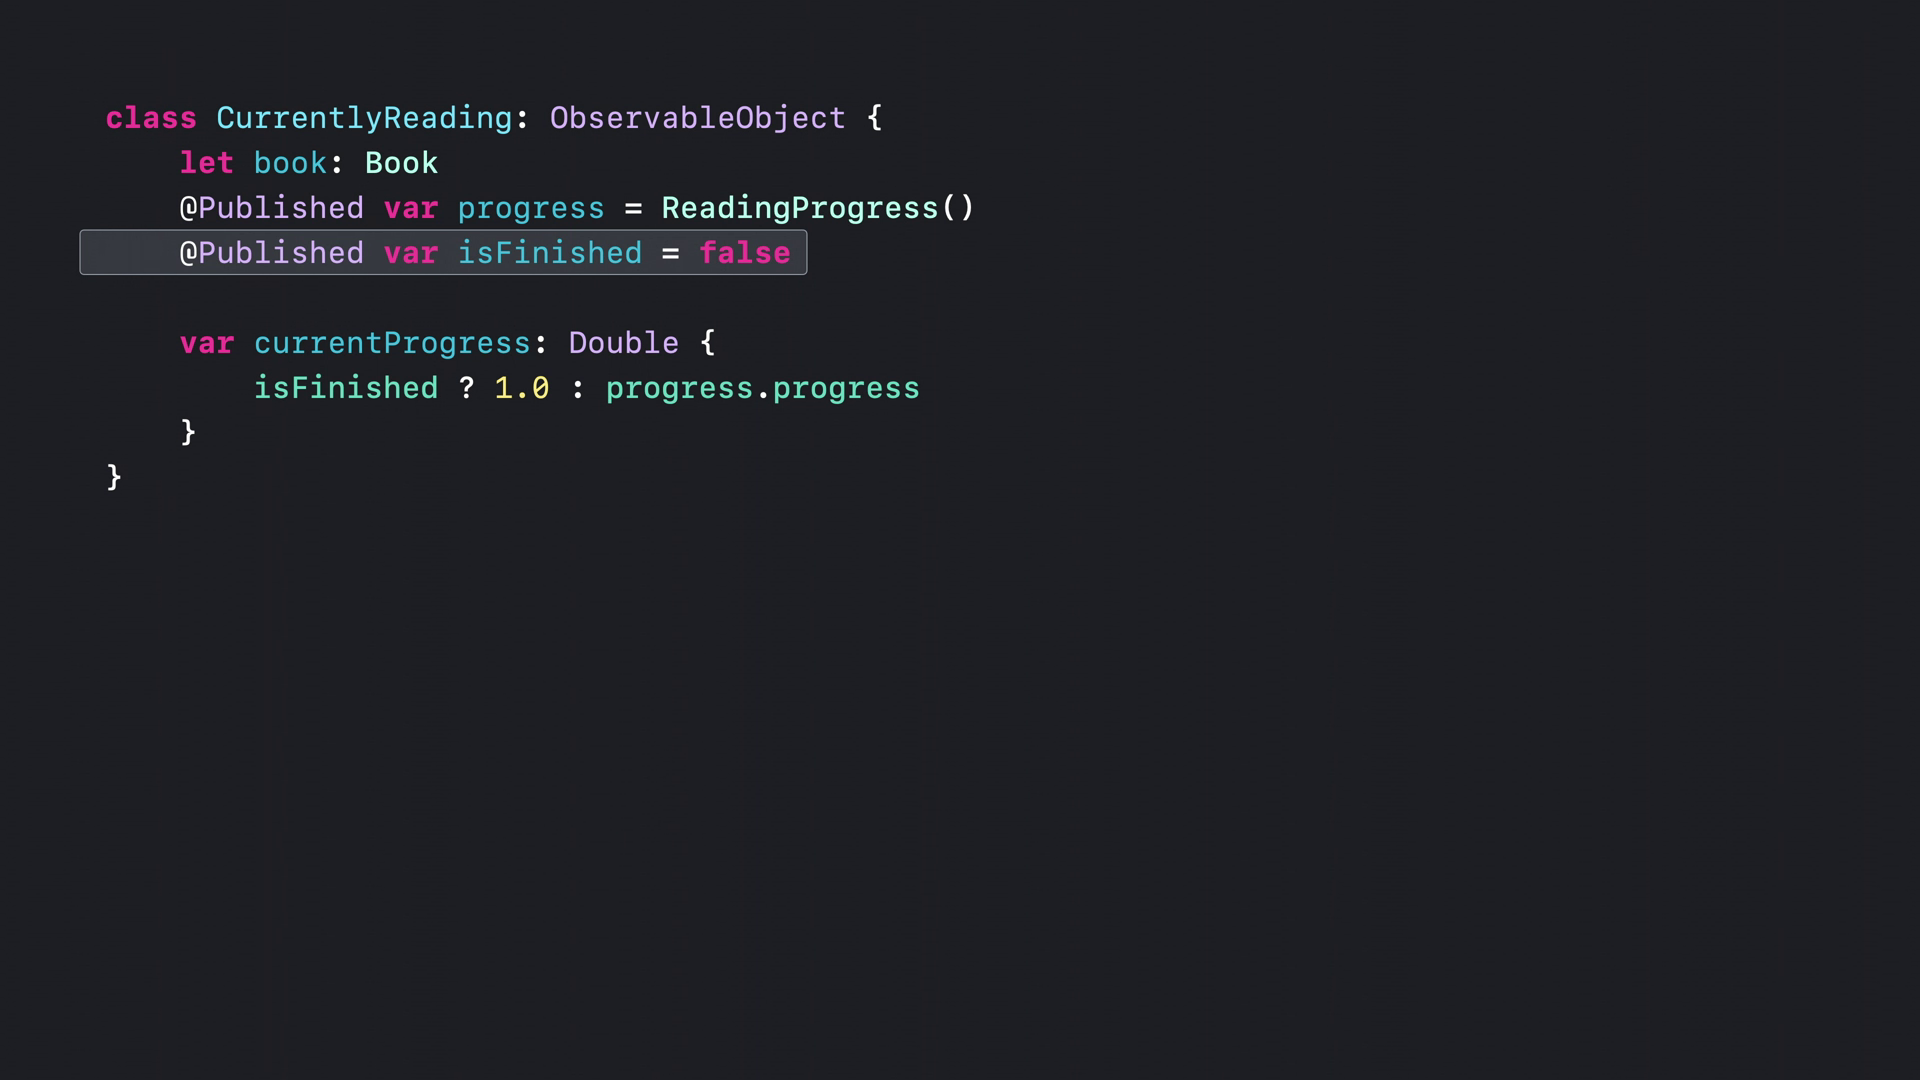 class CurrentlyReading: ObservableObject {
    let book: Book
    @Published var progress = ReadingProgress()
    @Published var isFinished = false

    var currentProgress: Double {
        isFinished ? 1.0 : progress.progress
    }
}